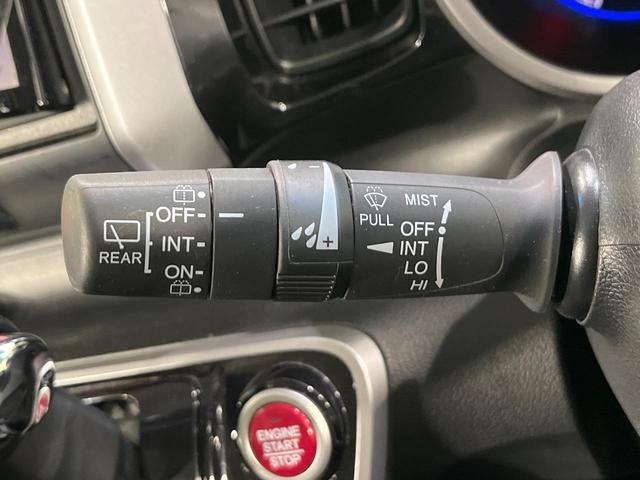 REAR
OFF
INT
ON
- +
PULL
MIST
OFF
INT
LO
HI
ENGINE
START
STOP